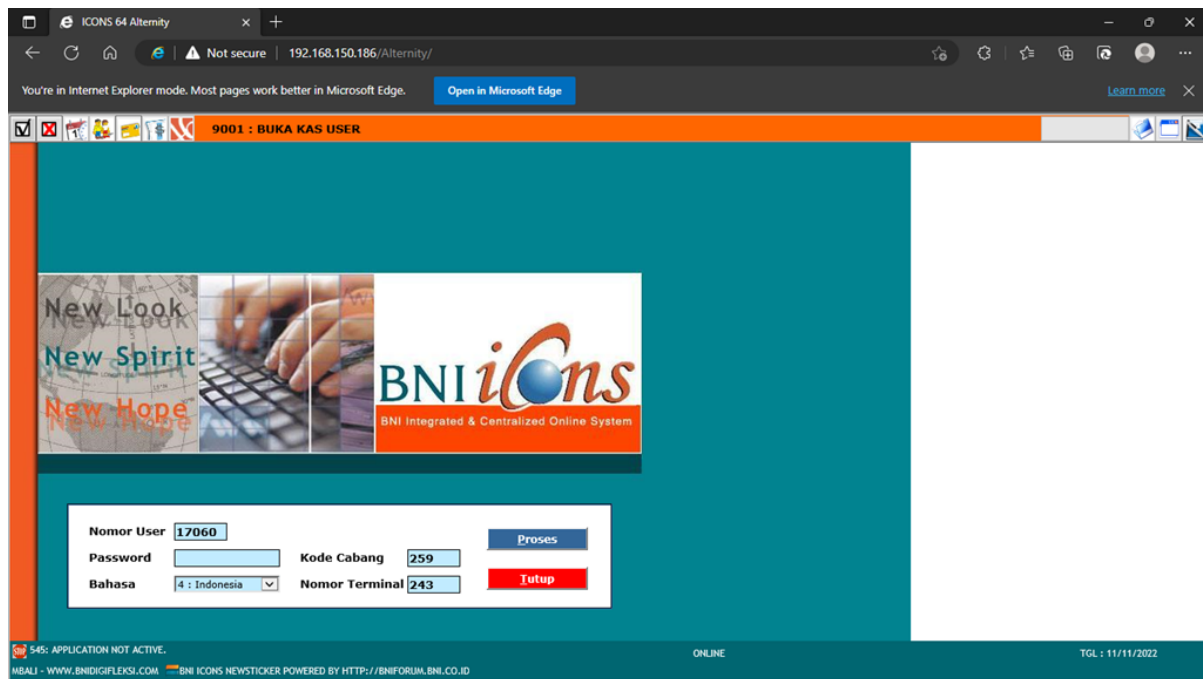 ICONS 64 Alternity
Not secure | 192.168.150.186/Alternity/
You're in Internet Explorer mode. Most pages work better in Microsoft Edge. Open in Microsoft Edge Learn more
9001 : BUKA KAS USER
New Look
New Spirit
New Hope
BNI icons
BNI Integrated & Centralized Online System
Nomor User 17060
Proses
Password Kode Cabang 259
Bahasa 4 : Indonesia Nomor Terminal 243
Tutup
STOP 545: APPLICATION NOT ACTIVE. ONLINE TGL : 11/11/2022
MBALI - WWW.BNIDIGIFLEKSI.COM BNI ICONS NEWSTICKER POWERED BY HTTP://BNIFORUM.BNI.CO.ID